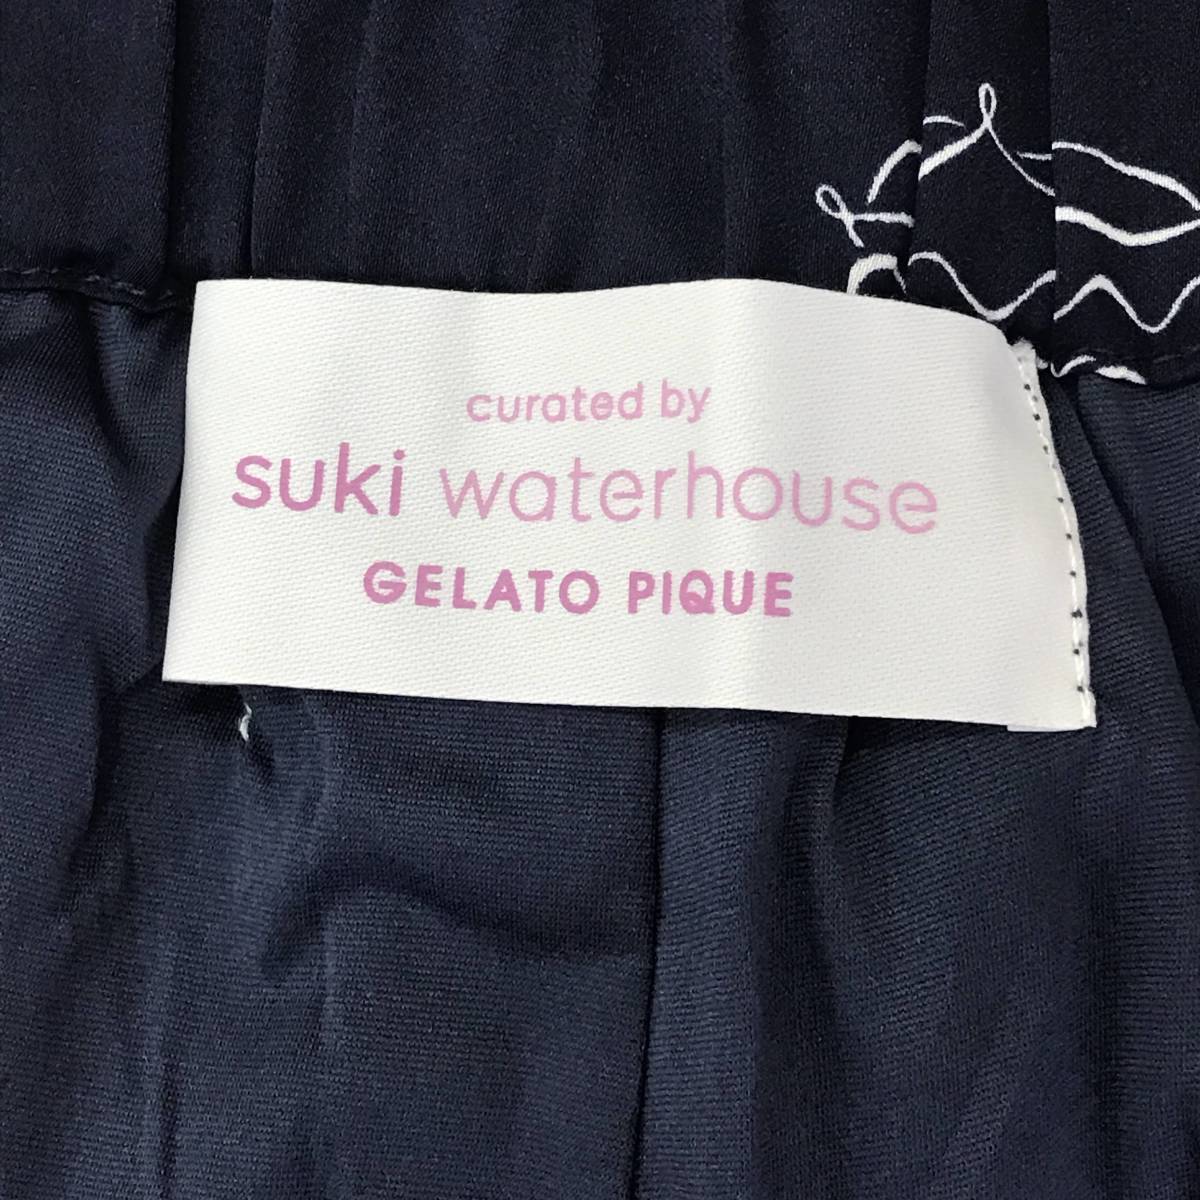 curated by
suki waterhouse
GELATO PIQUE